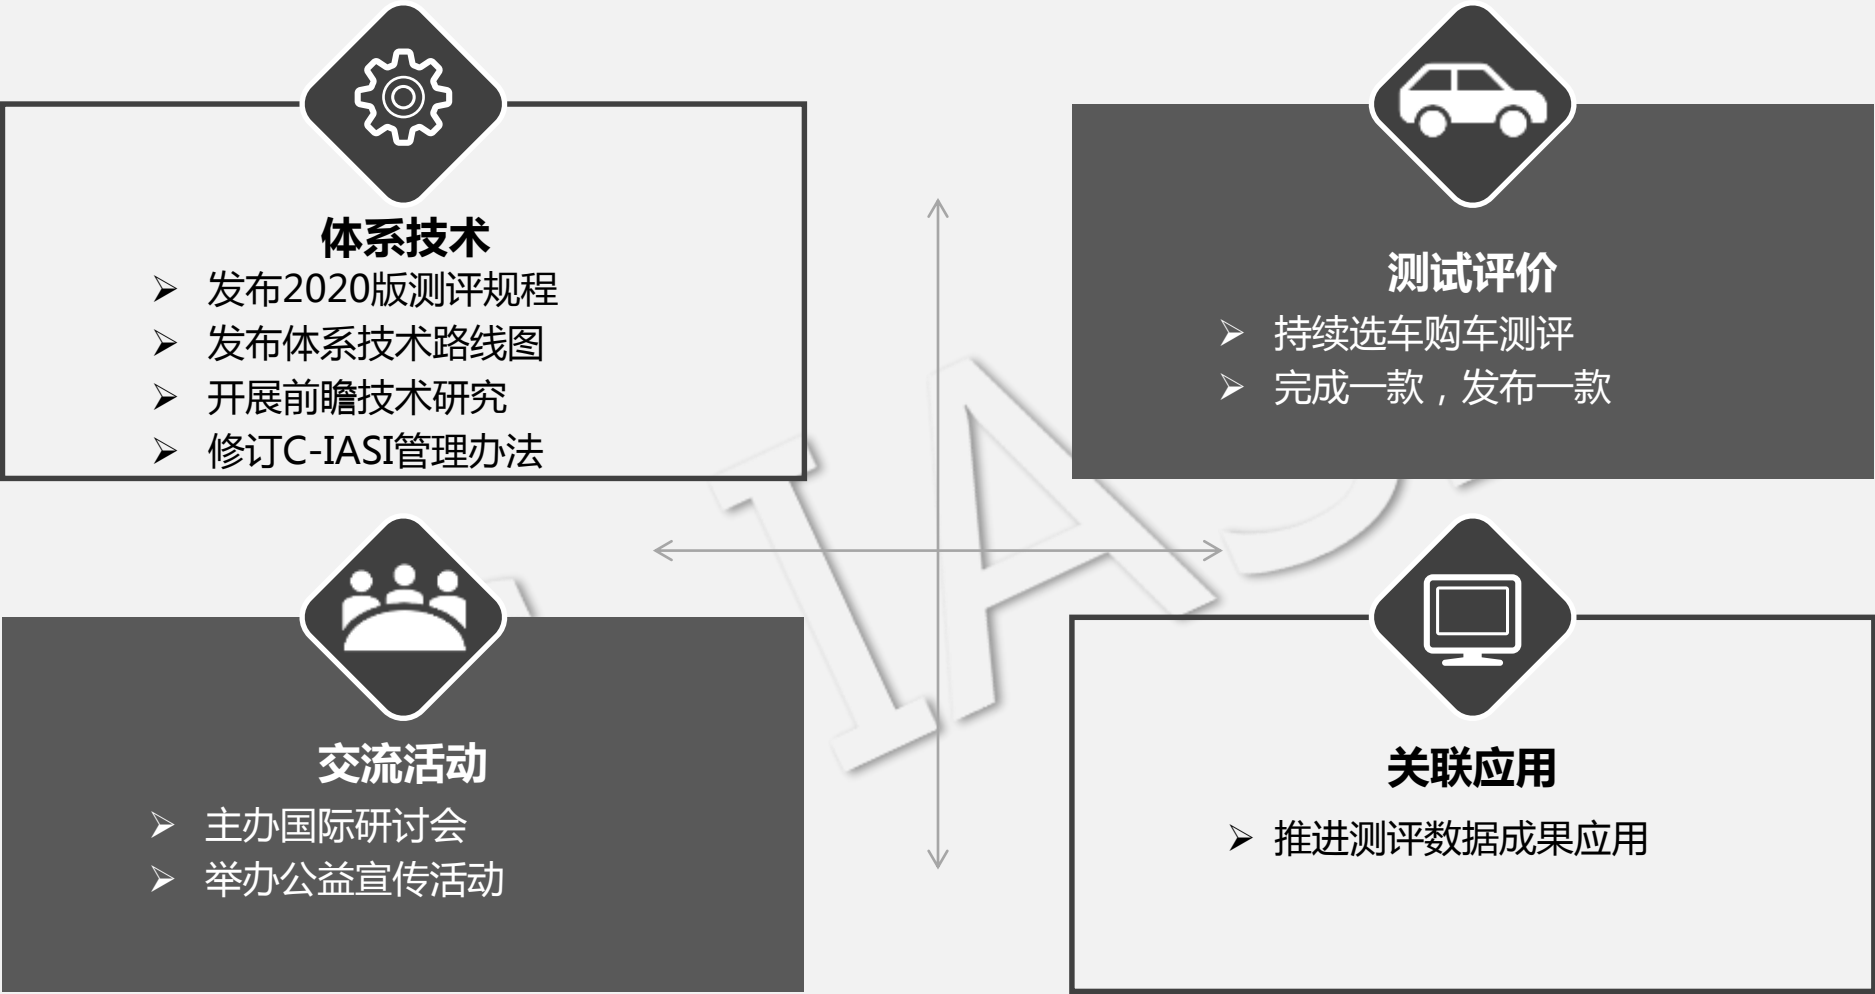 体系技术
发布2020版测评规程
发布体系技术路线图
开展前瞻技术研究
修订C-IASI管理办法
测试评价
持续选车购车测评
完成一款，发布一款
交流活动
主办国际研讨会
举办公益宣传活动
关联应用
推进测评数据成果应用